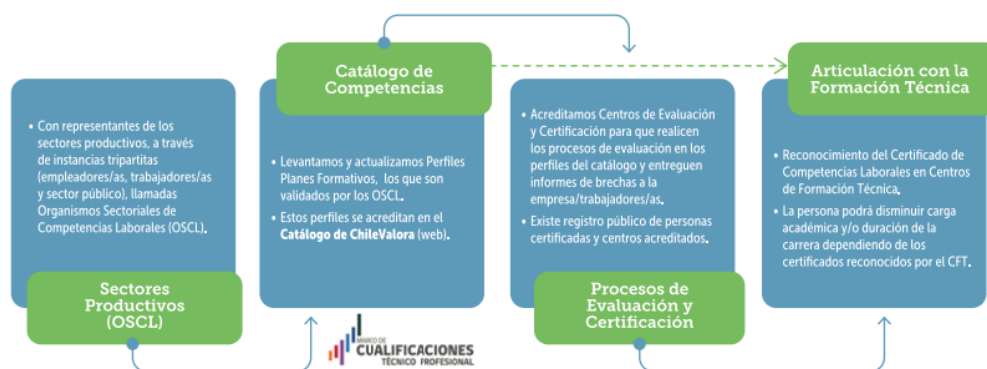 Sectores
Productivos
(OSCL)
• Con representantes de los
sectores productivos, a través
de instancias tripartitas
(empleadores/as, trabajadores/as
y sector público), llamadas
Organismos Sectoriales de
Competencias Laborales (OSCL).
Catálogo de
Competencias
• Levantamos y actualizamos Perfiles
Planes Formativos, los que son
validados por los OSCL.
• Estos perfiles se acreditan en el
Catálogo de ChileValora (web).
MARCO DE
CUALIFICACIONES
TÉCNICO PROFESIONAL
• Acreditamos Centros de Evaluación
y Certificación para que realicen
los procesos de evaluación en los
perfiles del catálogo y entreguen
informes de brechas a la
empresa/trabajadores/as.
• Existe registro público de personas
certificadas y centros acreditados.
Procesos de
Evaluación y
Certificación
Articulación con la
Formación Técnica
• Reconocimiento del Certificado de
Competencias Laborales en Centros
de Formación Técnica.
• La persona podrá disminuir carga
académica y/o duración de la
carrera dependiendo de los
certificados reconocidos por el CFT.